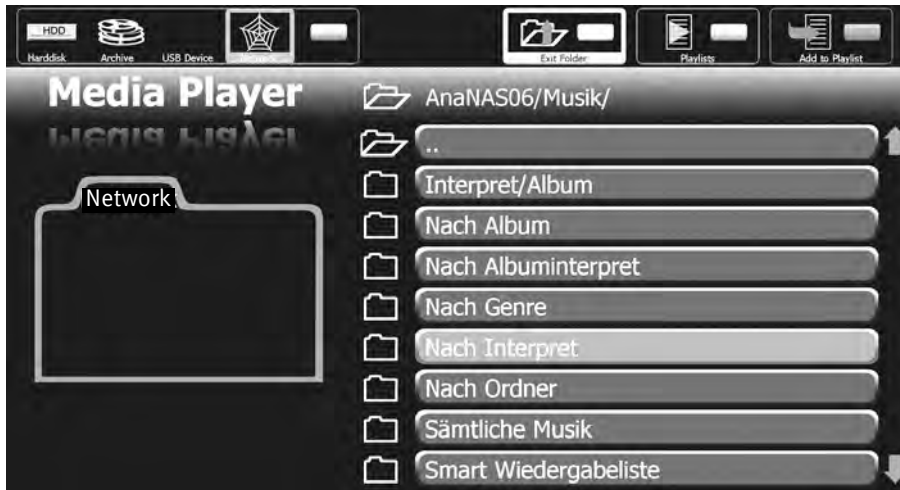 HDD
Harddisk Archive USB Device Exit Folder Playlists Add to Playlist
Media Player
AnaNAS06/Musik/
..
Network
Interpret/Album
Nach Album
Nach Albuminterpret
Nach Genre
Nach Interpret
Nach Ordner
Sämtliche Musik
Smart Wiedergabeliste